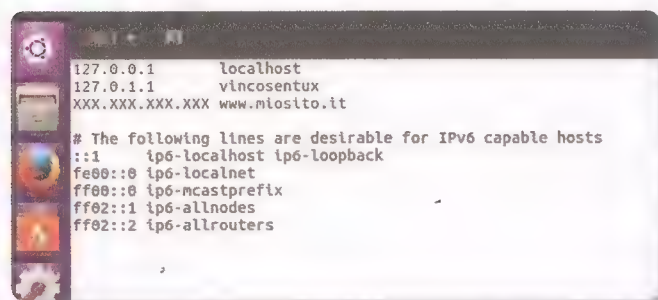 127.0.0.1 localhost
127.0.1.1 vincosentux
XXX.XXX.XXX.XXX www.miosito.it
# The following lines are desirable for IPv6 capable hosts
::1 ip6-localhost ip6-loopback
fe00::0 ip6-localnet
ff00::0 ip6-mcastprefix
ff02::1 ip6-allnodes
ff02::2 ip6-allrouters